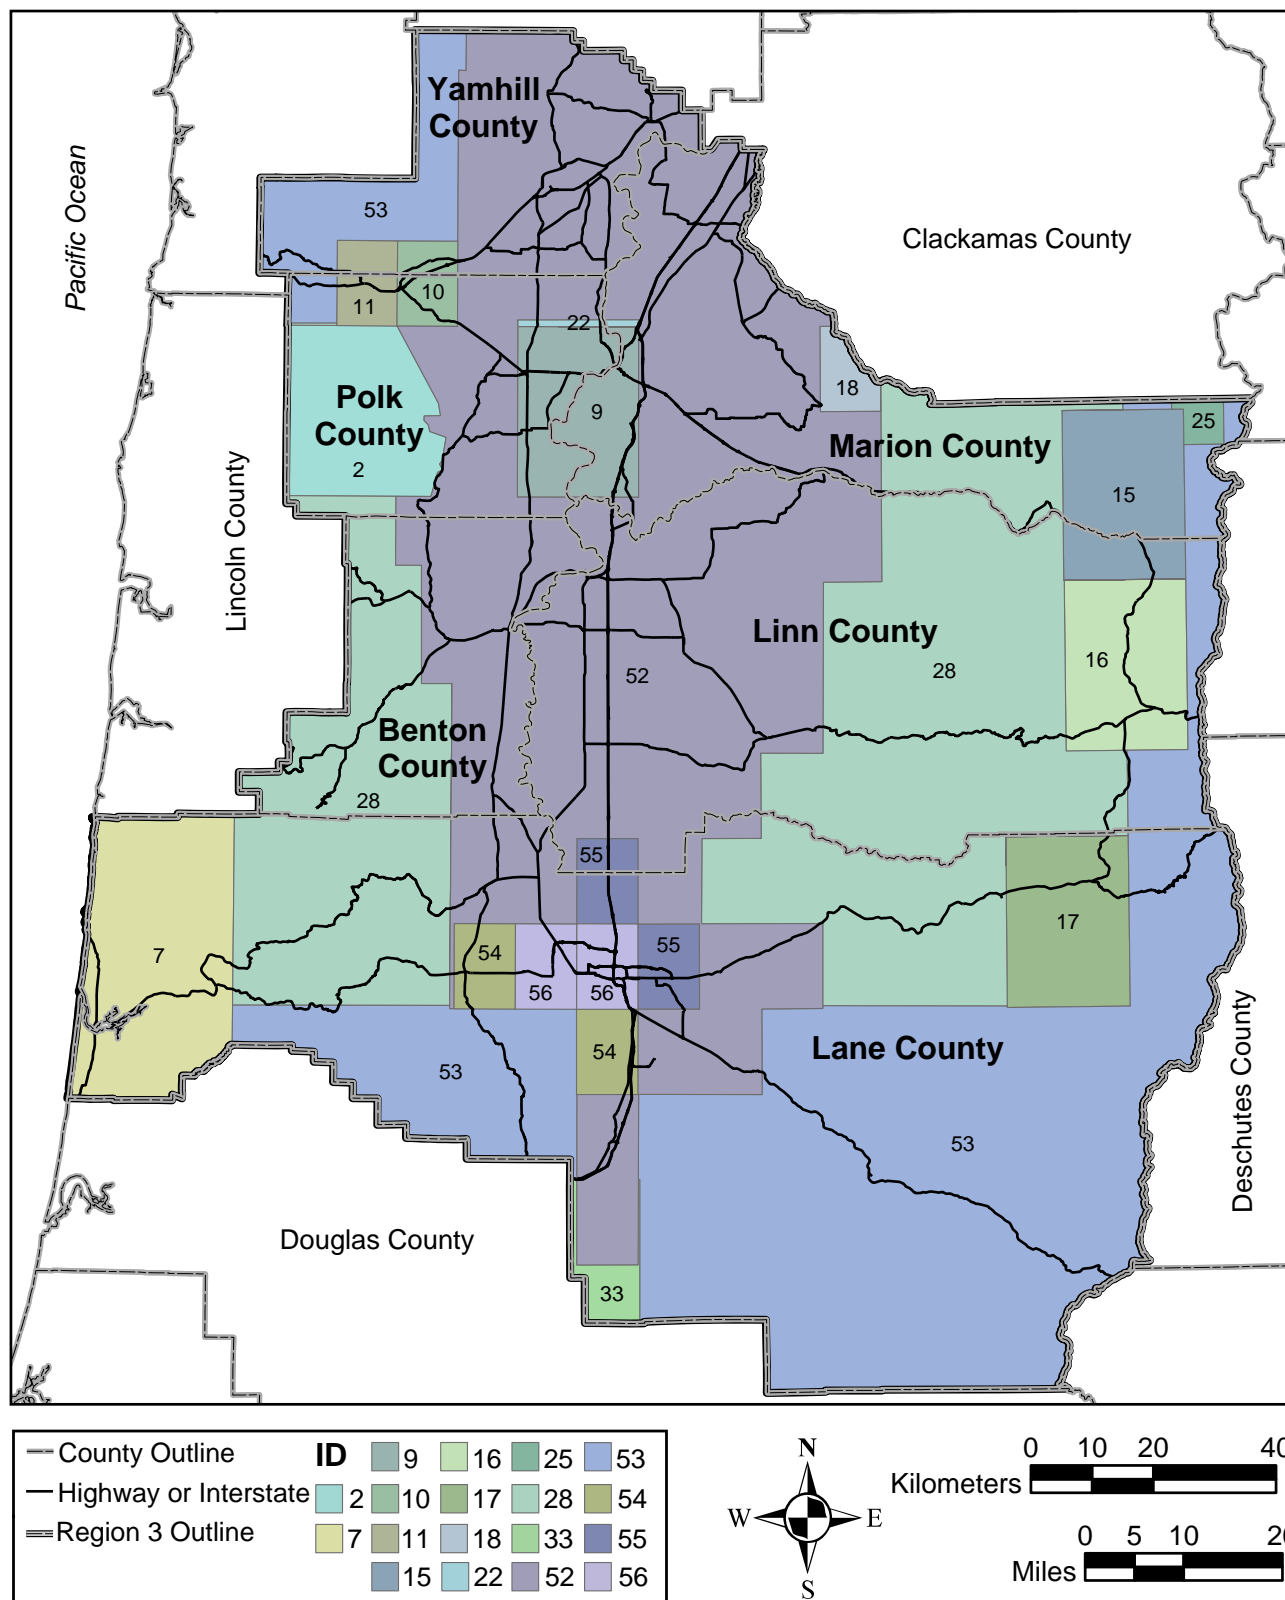 Yamhill
County
Pacific Ocean
53
Clackamas County
10
11
22
18
Polk
County
9
25
Marion County
2
15
Lincoln County
Linn County
16
52
28
Benton
County
28
55
7
54
55
17
56
56
Lane County
54
53
53
Deschutes County
Douglas County
33
County Outline
Highway or Interstate
Region 3 Outline
ID
9 16 25 53
2 10 17 28 54
7 11 18 33 55
15 22 52 56
N
W E
S
0 10 20 40
Kilometers
0 5 10 20
Miles